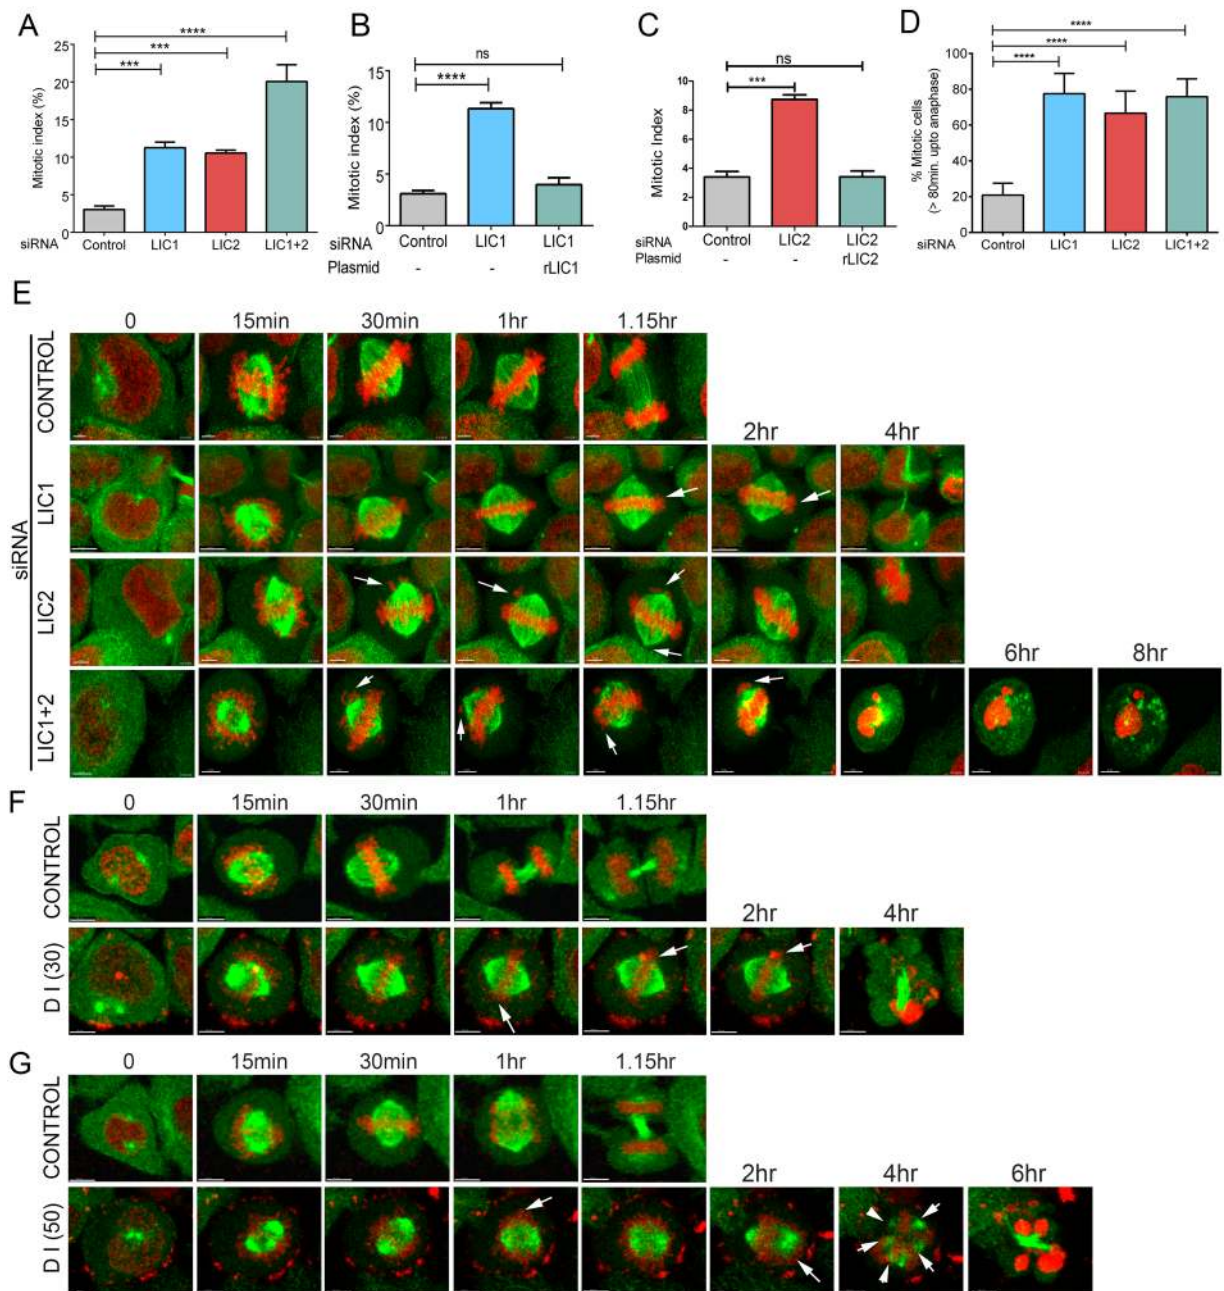 A
Mitotic index (%)
25
20
15
10
5
0
****
***
***
siRNA Control LIC1 LIC2 LIC1+2
B
Mitotic index (%)
15
10
5
0
ns
****
siRNA Control LIC1 LIC1
Plasmid - - rLIC1
C
Mitotic Index
10
8
6
4
2
0
ns
***
siRNA Control LIC2 LIC2
Plasmid - - rLIC2
D
% Mitotic cells
(> 80min. upto anaphase)
100
80
60
40
20
0
****
****
****
siRNA Control LIC1 LIC2 LIC1+2
E
0 15min 30min 1hr 1.15hr
CONTROL
2hr 4hr
siRNA
LIC1
LIC2
6hr 8hr
LIC1+2
F
0 15min 30min 1hr 1.15hr
CONTROL
2hr 4hr
D I (30)
G
0 15min 30min 1hr 1.15hr
CONTROL
2hr 4hr 6hr
D I (50)